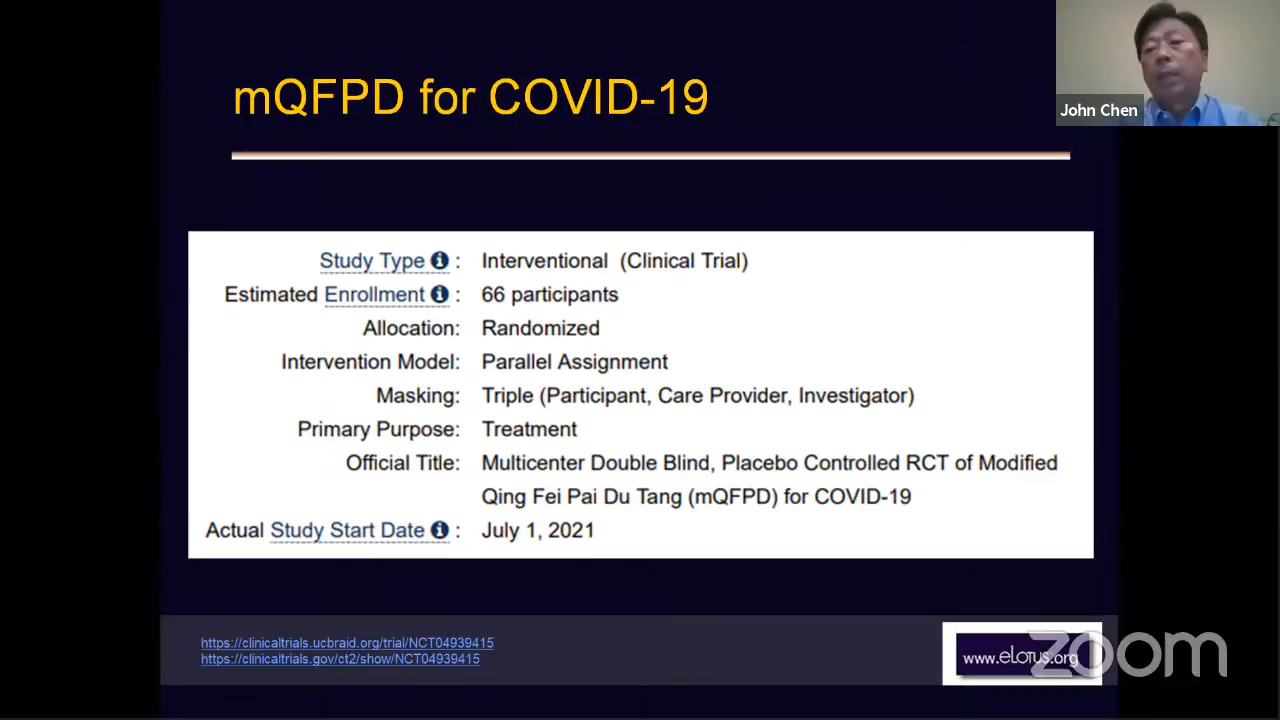 mQFPD for COVID-19
John Chen
Study Type i : Interventional (Clinical Trial)
Estimated Enrollment i : 66 participants
Allocation: Randomized
Intervention Model: Parallel Assignment
Masking: Triple (Participant, Care Provider, Investigator)
Primary Purpose: Treatment
Official Title: Multicenter Double Blind, Placebo Controlled RCT of Modified
Qing Fei Pai Du Tang (mQFPD) for COVID-19
Actual Study Start Date i : July 1, 2021
https://clinicaltrials.ucbraid.org/trial/NCT04939415
https://clinicaltrials.gov/ct2/show/NCT04939415
www.eLotus.org
zoom